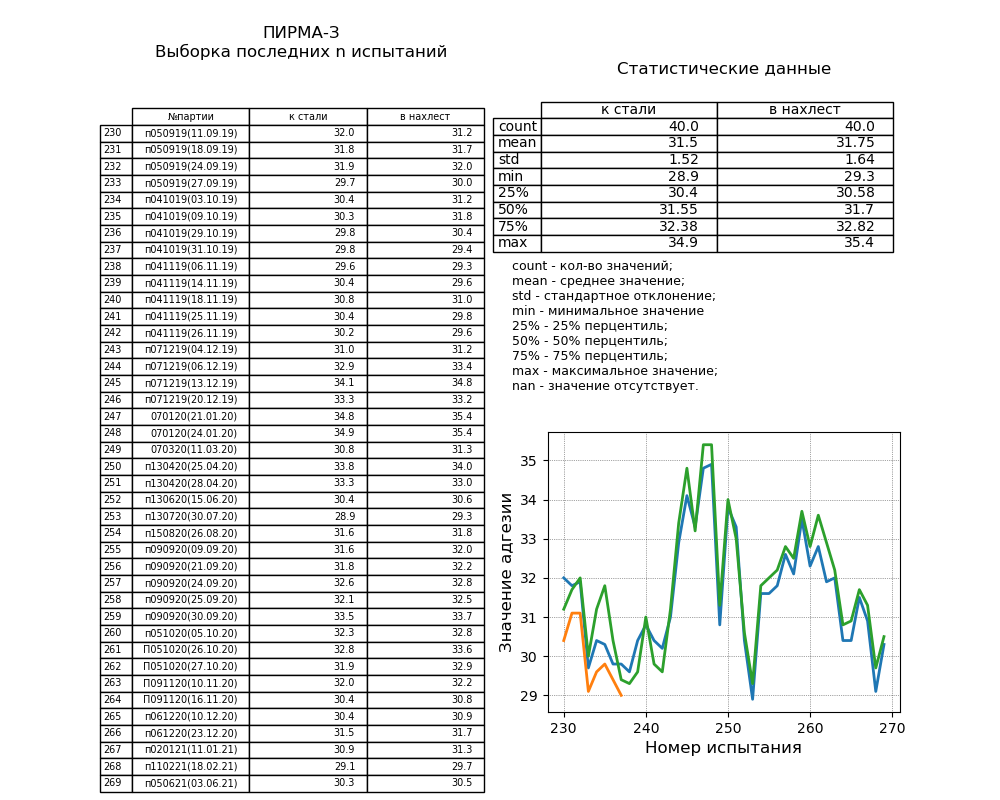 ПИРМА-3
Выборка последних n испытаний
№партии к стали в нахлест
230 п050919(11.09.19) 32.0 31.2
231 п050919(18.09.19) 31.8 31.7
232 п050919(24.09.19) 31.9 32.0
233 п050919(27.09.19) 29.7 30.0
234 п041019(03.10.19) 30.4 31.2
235 п041019(09.10.19) 30.3 31.8
236 п041019(29.10.19) 29.8 30.4
237 п041019(31.10.19) 29.8 29.4
238 п041119(06.11.19) 29.6 29.3
239 п041119(14.11.19) 30.4 29.6
240 п041119(18.11.19) 30.8 31.0
241 п041119(25.11.19) 30.4 29.8
242 п041119(26.11.19) 30.2 29.6
243 п071219(04.12.19) 31.0 31.2
244 п071219(06.12.19) 32.9 33.4
245 п071219(13.12.19) 34.1 34.8
246 п071219(20.12.19) 33.3 33.2
247 070120(21.01.20) 34.8 35.4
248 070120(24.01.20) 34.9 35.4
249 070320(11.03.20) 30.8 31.3
250 п130420(25.04.20) 33.8 34.0
251 п130420(28.04.20) 33.3 33.0
252 п130620(15.06.20) 30.4 30.6
253 п130720(30.07.20) 28.9 29.3
254 п150820(26.08.20) 31.6 31.8
255 п090920(09.09.20) 31.6 32.0
256 п090920(21.09.20) 31.8 32.2
257 п090920(24.09.20) 32.6 32.8
258 п090920(25.09.20) 32.1 32.5
259 п090920(30.09.20) 33.5 33.7
260 п051020(05.10.20) 32.3 32.8
261 П051020(26.10.20) 32.8 33.6
262 П051020(27.10.20) 31.9 32.9
263 П091120(10.11.20) 32.0 32.2
264 П091120(16.11.20) 30.4 30.8
265 п061220(10.12.20) 30.4 30.9
266 п061220(23.12.20) 31.5 31.7
267 п020121(11.01.21) 30.9 31.3
268 п110221(18.02.21) 29.1 29.7
269 п050621(03.06.21) 30.3 30.5
Статистические данные
к стали в нахлест
count 40.0 40.0
mean 31.5 31.75
std 1.52 1.64
min 28.9 29.3
25% 30.4 30.58
50% 31.55 31.7
75% 32.38 32.82
max 34.9 35.4
count - кол-во значений;
mean - среднее значение;
std - стандартное отклонение;
min - минимальное значение
25% - 25% перцентиль;
50% - 50% перцентиль;
75% - 75% перцентиль;
max - максимальное значение;
nan - значение отсутствует.
Значение адгезии
35
34
33
32
31
30
29
230 240 250 260 270
Номер испытания